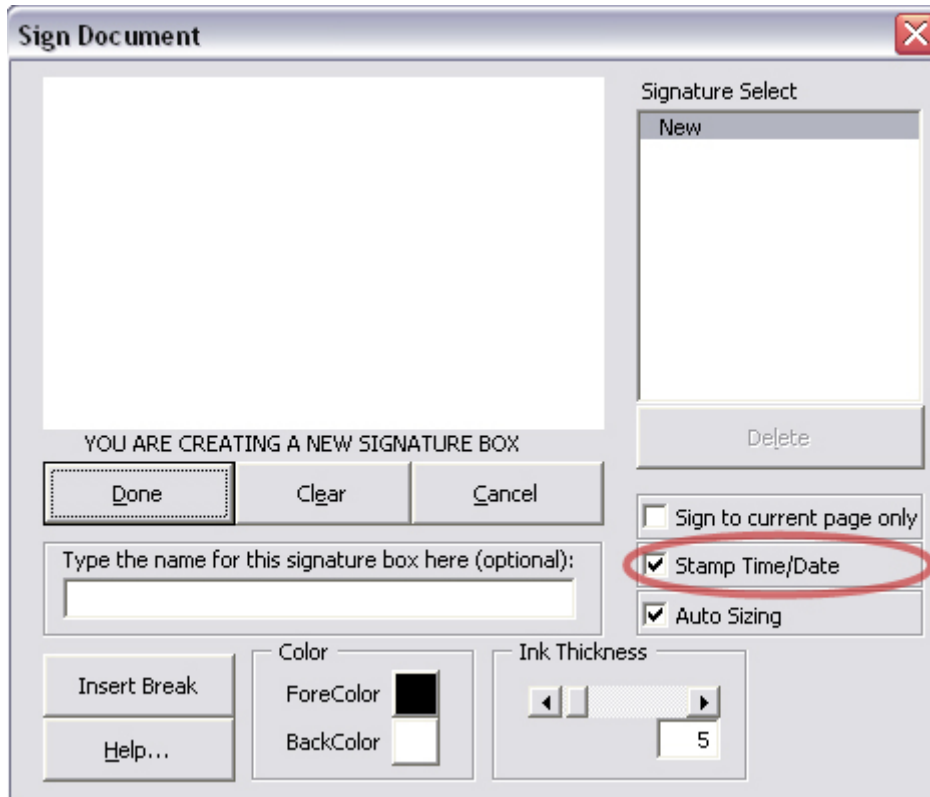 Sign Document
Signature Select
New
YOU ARE CREATING A NEW SIGNATURE BOX
Delete
Done
Clear
Cancel
Sign to current page only
Type the name for this signature box here (optional):
Stamp Time/Date
Auto Sizing
Insert Break
Help...
Color
ForeColor
BackColor
Ink Thickness
5